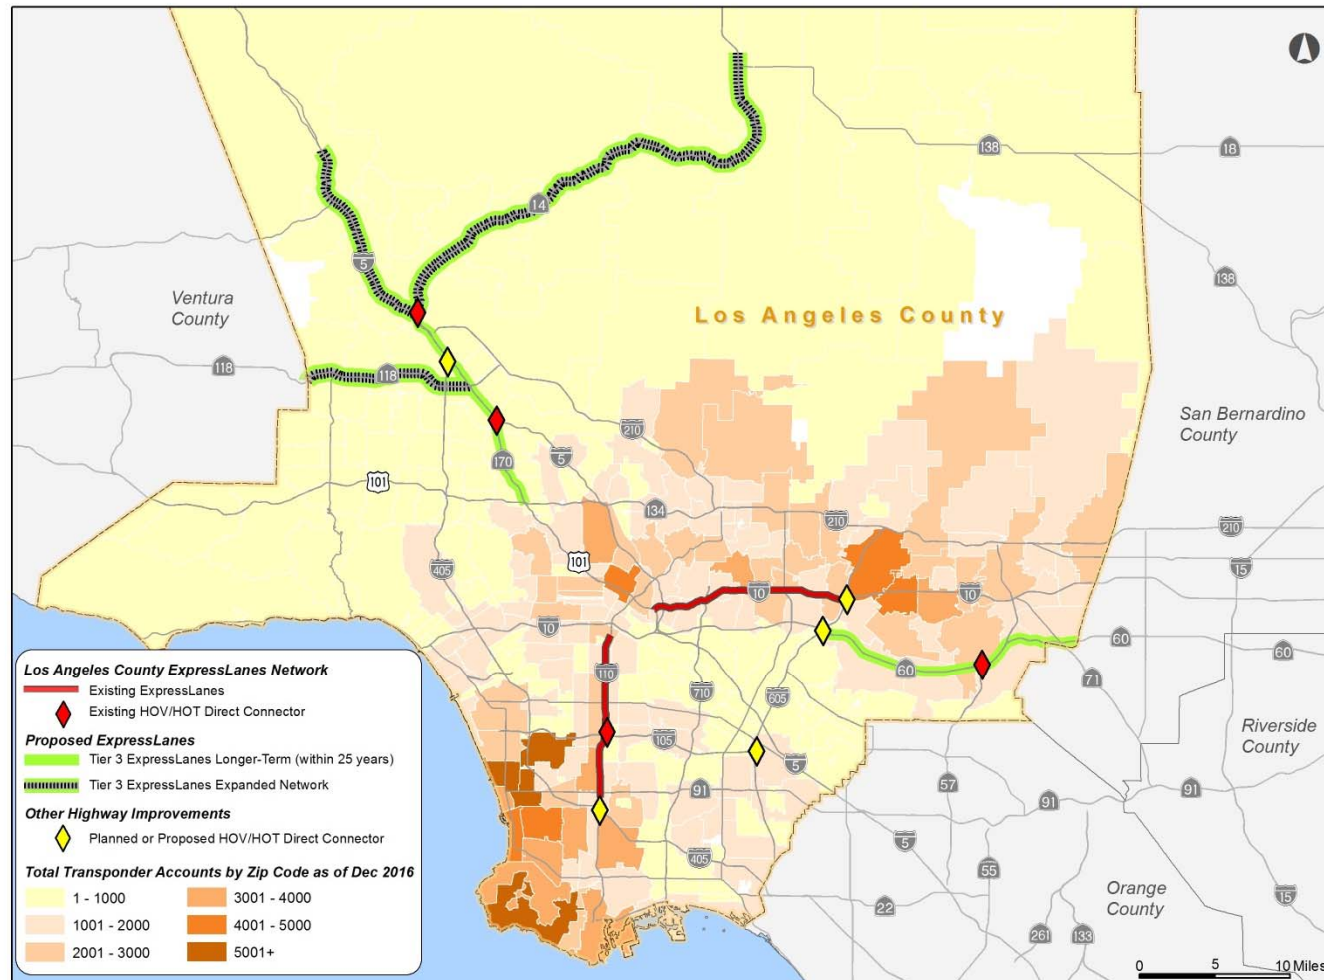 138
18
14
5
138
Ventura
County
Los Angeles County
118
118
San Bernardino
County
210
5
170
101
134
210
210
101
405
15
10
10
10
60
60
60
110
71
710
605
Riverside
County
105
5
57
91
91
91
405
5
55
15
Orange
County
22
261
133
Los Angeles County ExpressLanes Network
Existing ExpressLanes
Existing HOV/HOT Direct Connector
Proposed ExpressLanes
Tier 3 ExpressLanes Longer-Term (within 25 years)
Tier 3 ExpressLanes Expanded Network
Other Highway Improvements
Planned or Proposed HOV/HOT Direct Connector
Total Transponder Accounts by Zip Code as of Dec 2016
1 - 1000 3001 - 4000
1001 - 2000 4001 - 5000
2001 - 3000 5001+
0 5 10 Miles